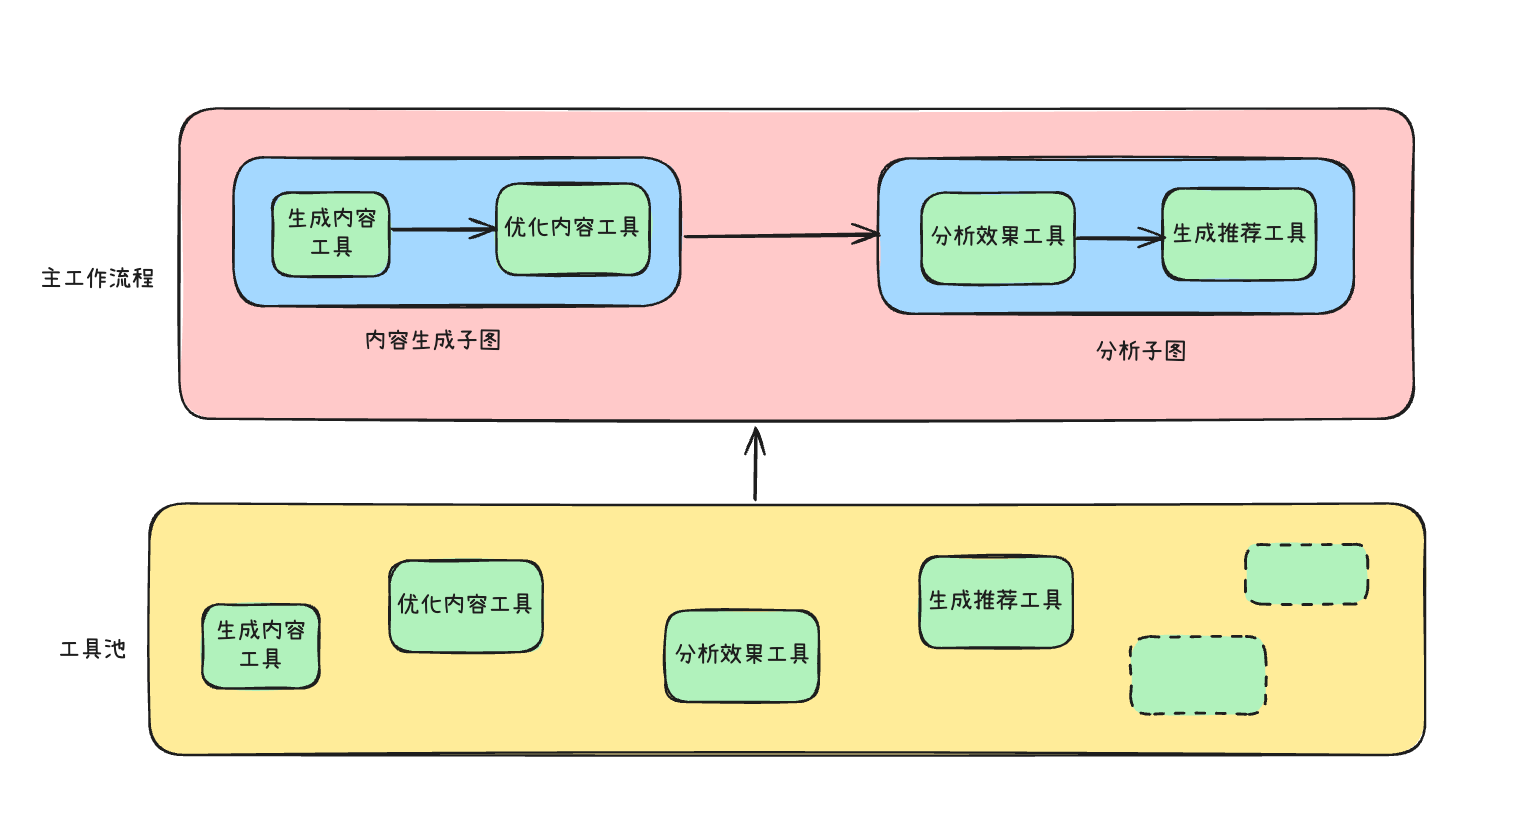 生成内容
工具
优化内容工具
分析效果工具
生成推荐工具
主工作流程
内容生成子图
分析子图
生成内容
工具
优化内容工具
分析效果工具
生成推荐工具
工具池